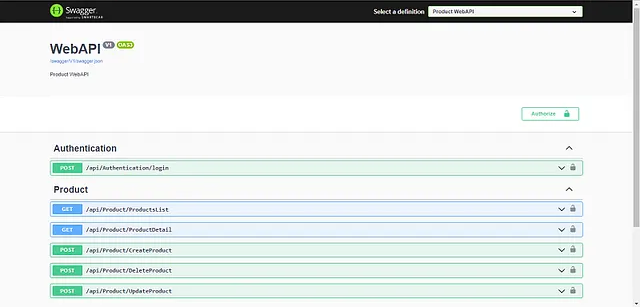 Swagger.
Supported by SMARTBEAR
Select a definition
Product WebAPI
WebAPI V1 OAS3
/swagger/V1/swagger.json
Product WebAPI
Authorize
Authentication
POST /api/Authentication/login
Product
GET /api/Product/ProductsList
GET /api/Product/ProductDetail
POST /api/Product/CreateProduct
POST /api/Product/DeleteProduct
POST /api/Product/UpdateProduct